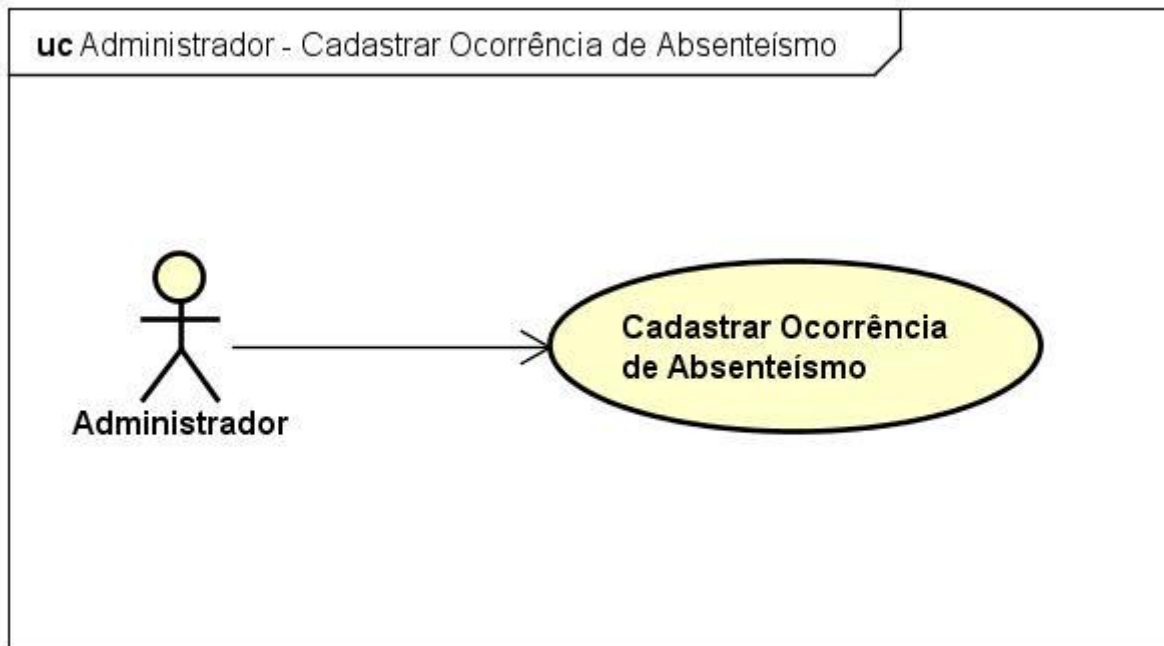 uc Administrador - Cadastrar Ocorrência de Absenteísmo
Cadastrar Ocorrência
de Absenteísmo
Administrador